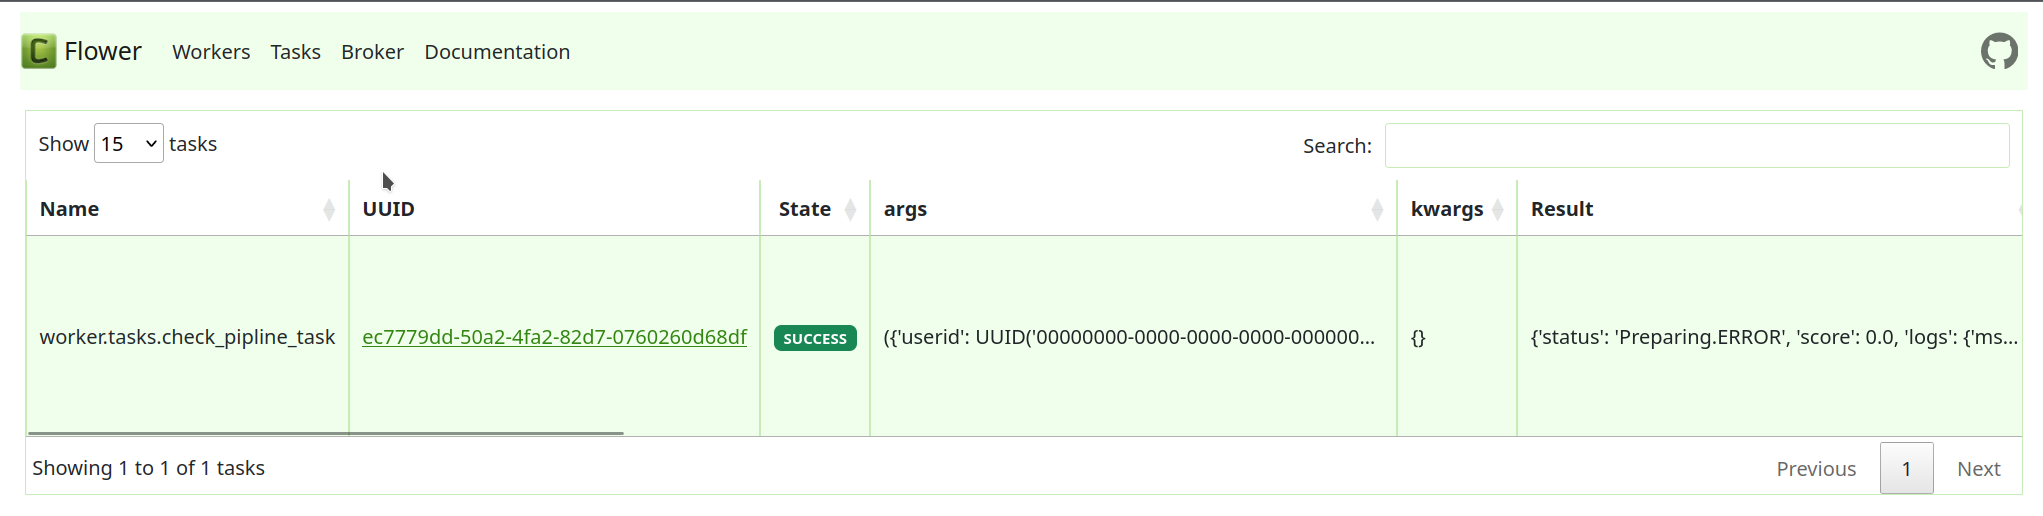 Flower Workers Tasks Broker Documentation
Show 15 tasks Search:
Name UUID State args kwargs Result
worker.tasks.check_pipline_task ec7779dd-50a2-4fa2-82d7-0760260d68df SUCCESS ({'userid': UUID('00000000-0000-0000-0000-000000... {} {'status': 'Preparing.ERROR', 'score': 0.0, 'logs': {'ms...
Showing 1 to 1 of 1 tasks Previous 1 Next